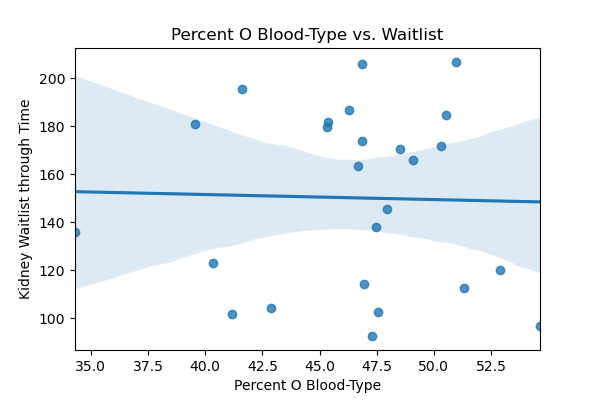 Percent O Blood-Type vs. Waitlist
Kidney Waitlist through Time
200
180
160
140
120
100
35.0 37.5 40.0 42.5 45.0 47.5 50.0 52.5
Percent O Blood-Type